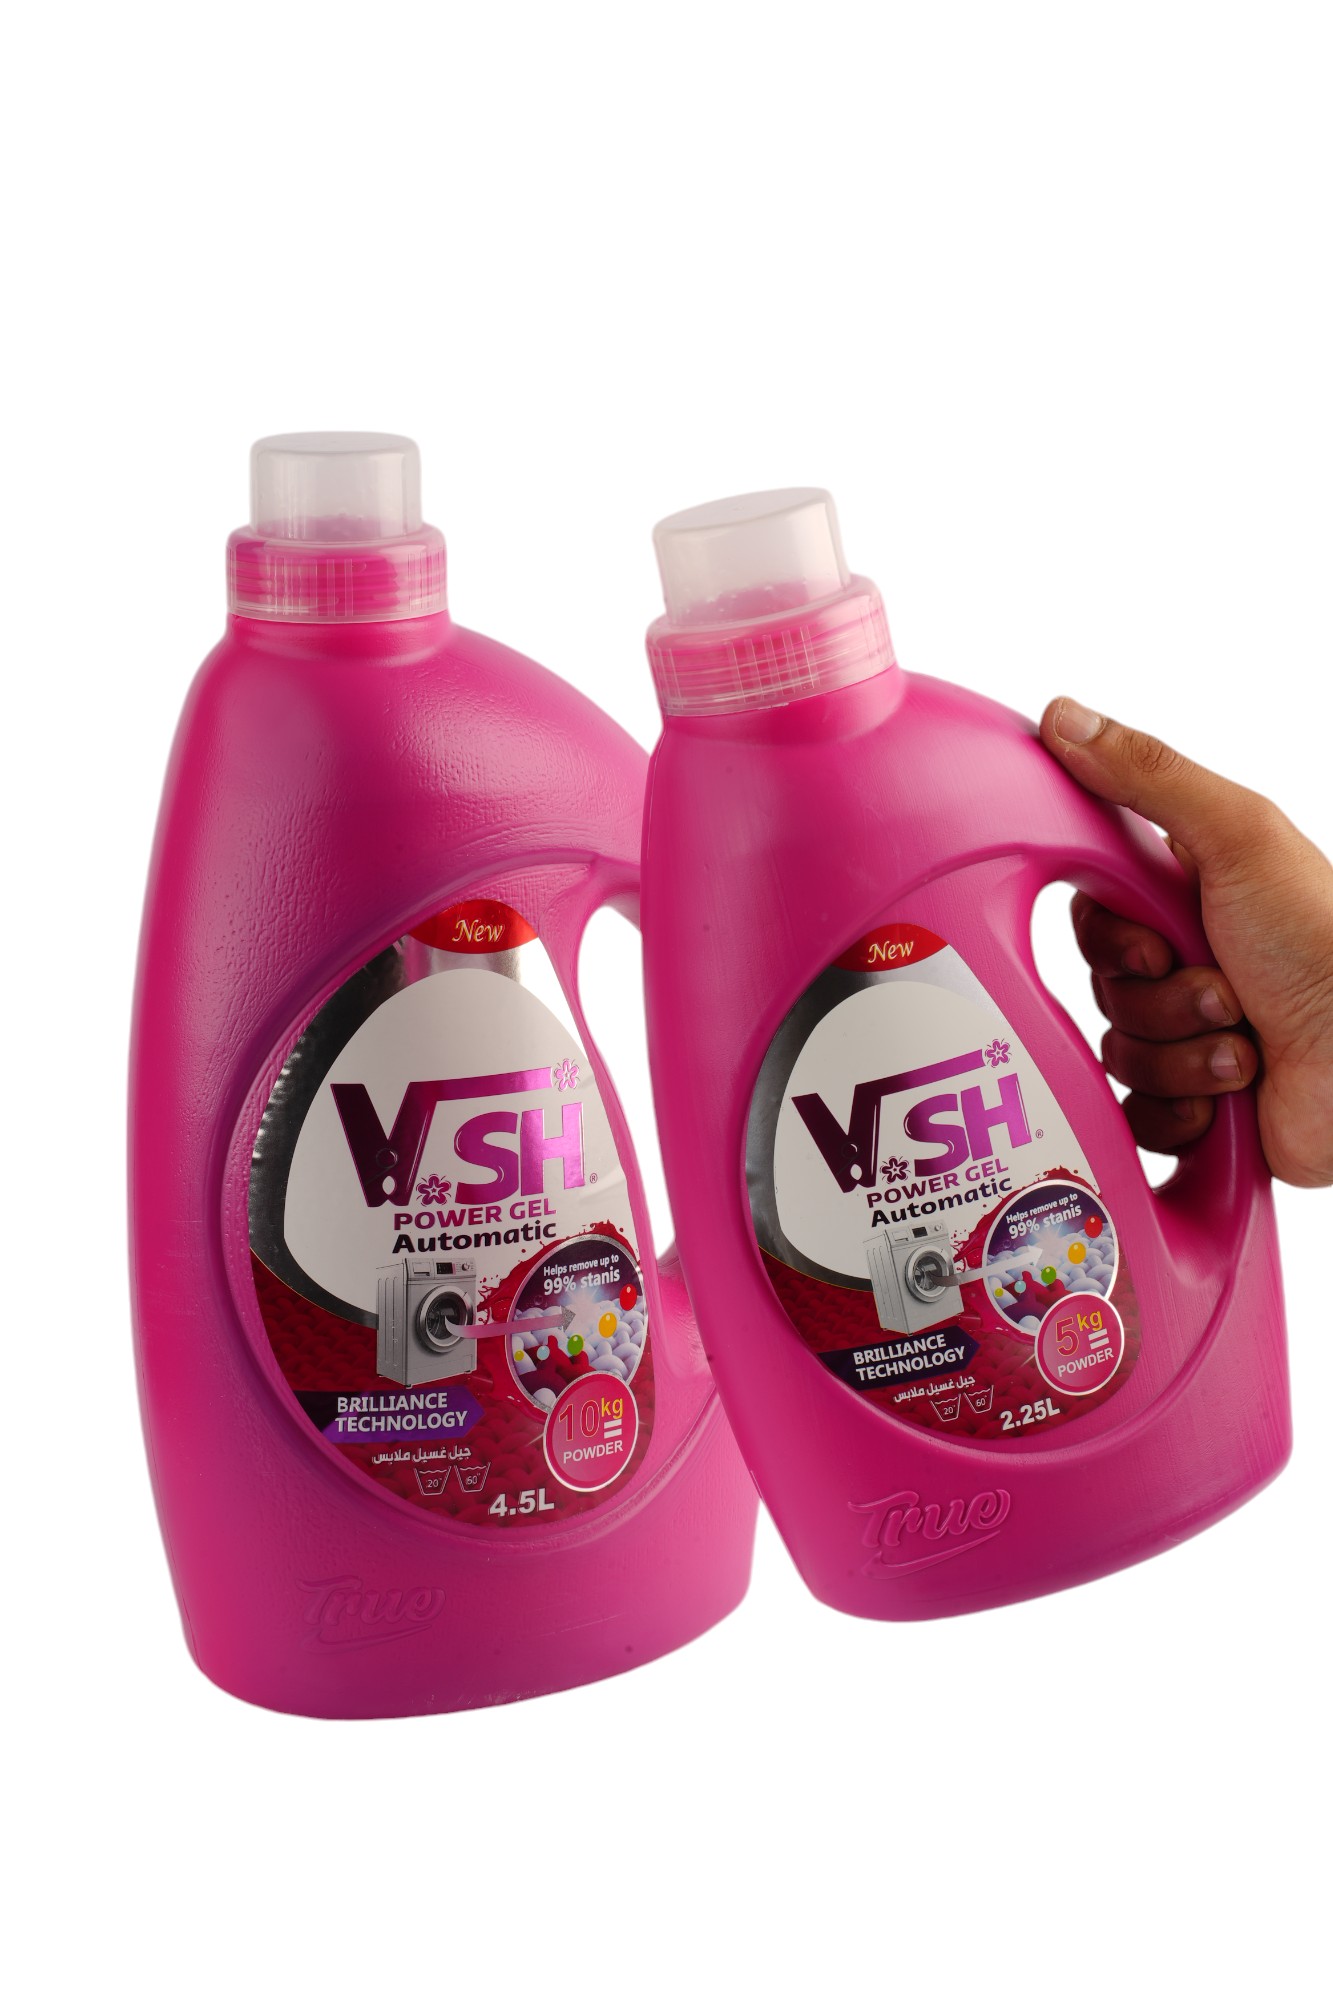 New
V.SH®
POWER GEL
Automatic
Helps remove up to
99% stanis
BRILLIANCE
TECHNOLOGY
10kg
=
POWDER
جيل غسيل ملابس
20° 60°
4.5L
True
New
V.SH®
POWER GEL
Automatic
Helps remove up to
99% stanis
BRILLIANCE
TECHNOLOGY
5kg
=
POWDER
جيل غسيل ملابس
20° 60°
2.25L
True